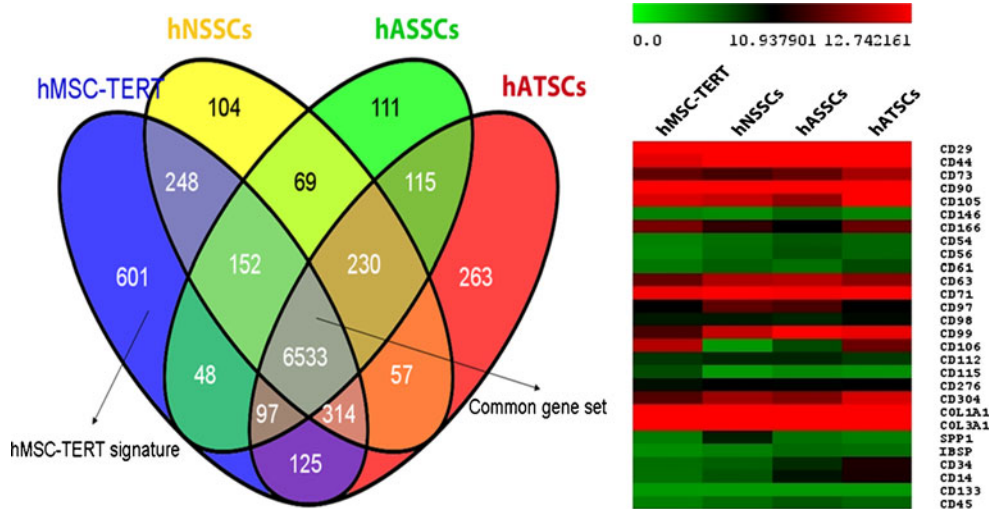 hNSSCs
hASSCs
hMSC-TERT
hATSCs
104
111
248
69
115
601
152
230
263
6533
48
57
97
314
125
hMSC-TERT signature
Common gene set
0.0
10.937901
12.742161
hMSC-TERT
hNSSCs
hASSCs
hATSCs
CD29
CD44
CD73
CD90
CD105
CD146
CD166
CD54
CD56
CD61
CD63
CD71
CD97
CD98
CD99
CD106
CD112
CD115
CD276
CD304
COL1A1
COL3A1
SPP1
IBSP
CD34
CD14
CD133
CD45